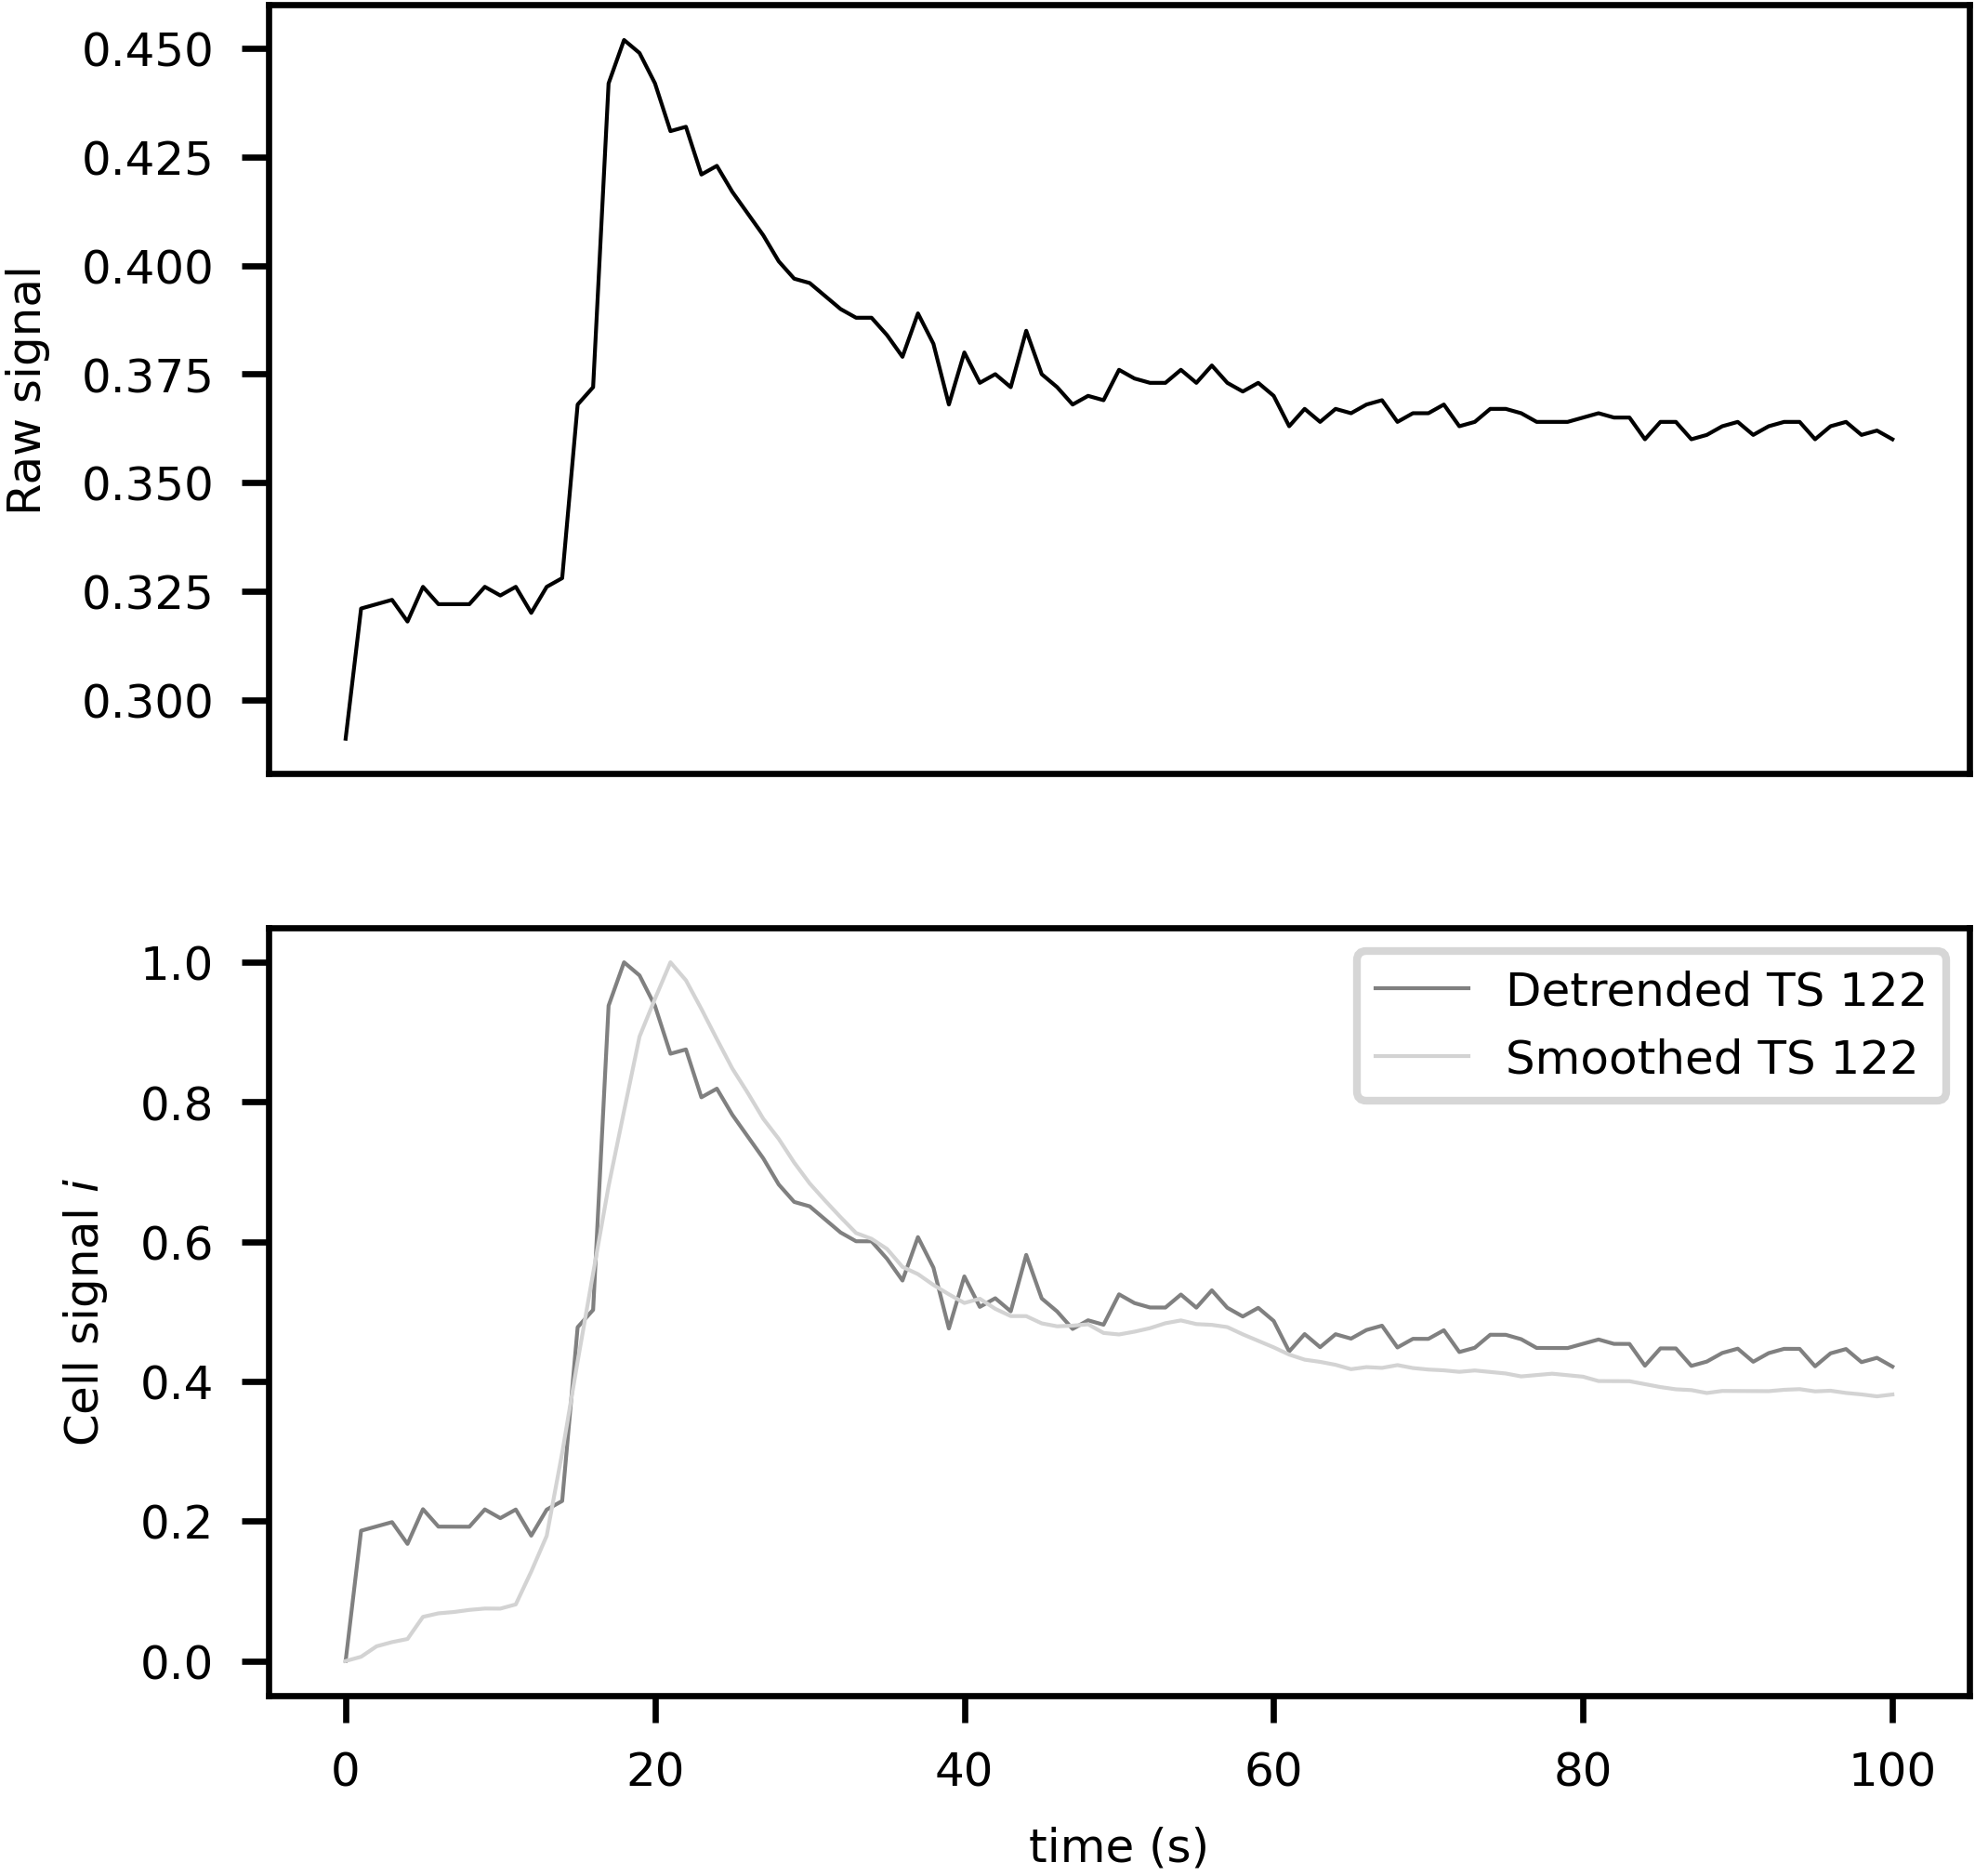 Raw signal
0.450
0.425
0.400
0.375
0.350
0.325
0.300
Cell signal i
1.0
0.8
0.6
0.4
0.2
0.0
Detrended TS 122
Smoothed TS 122
0 20 40 60 80 100
time (s)